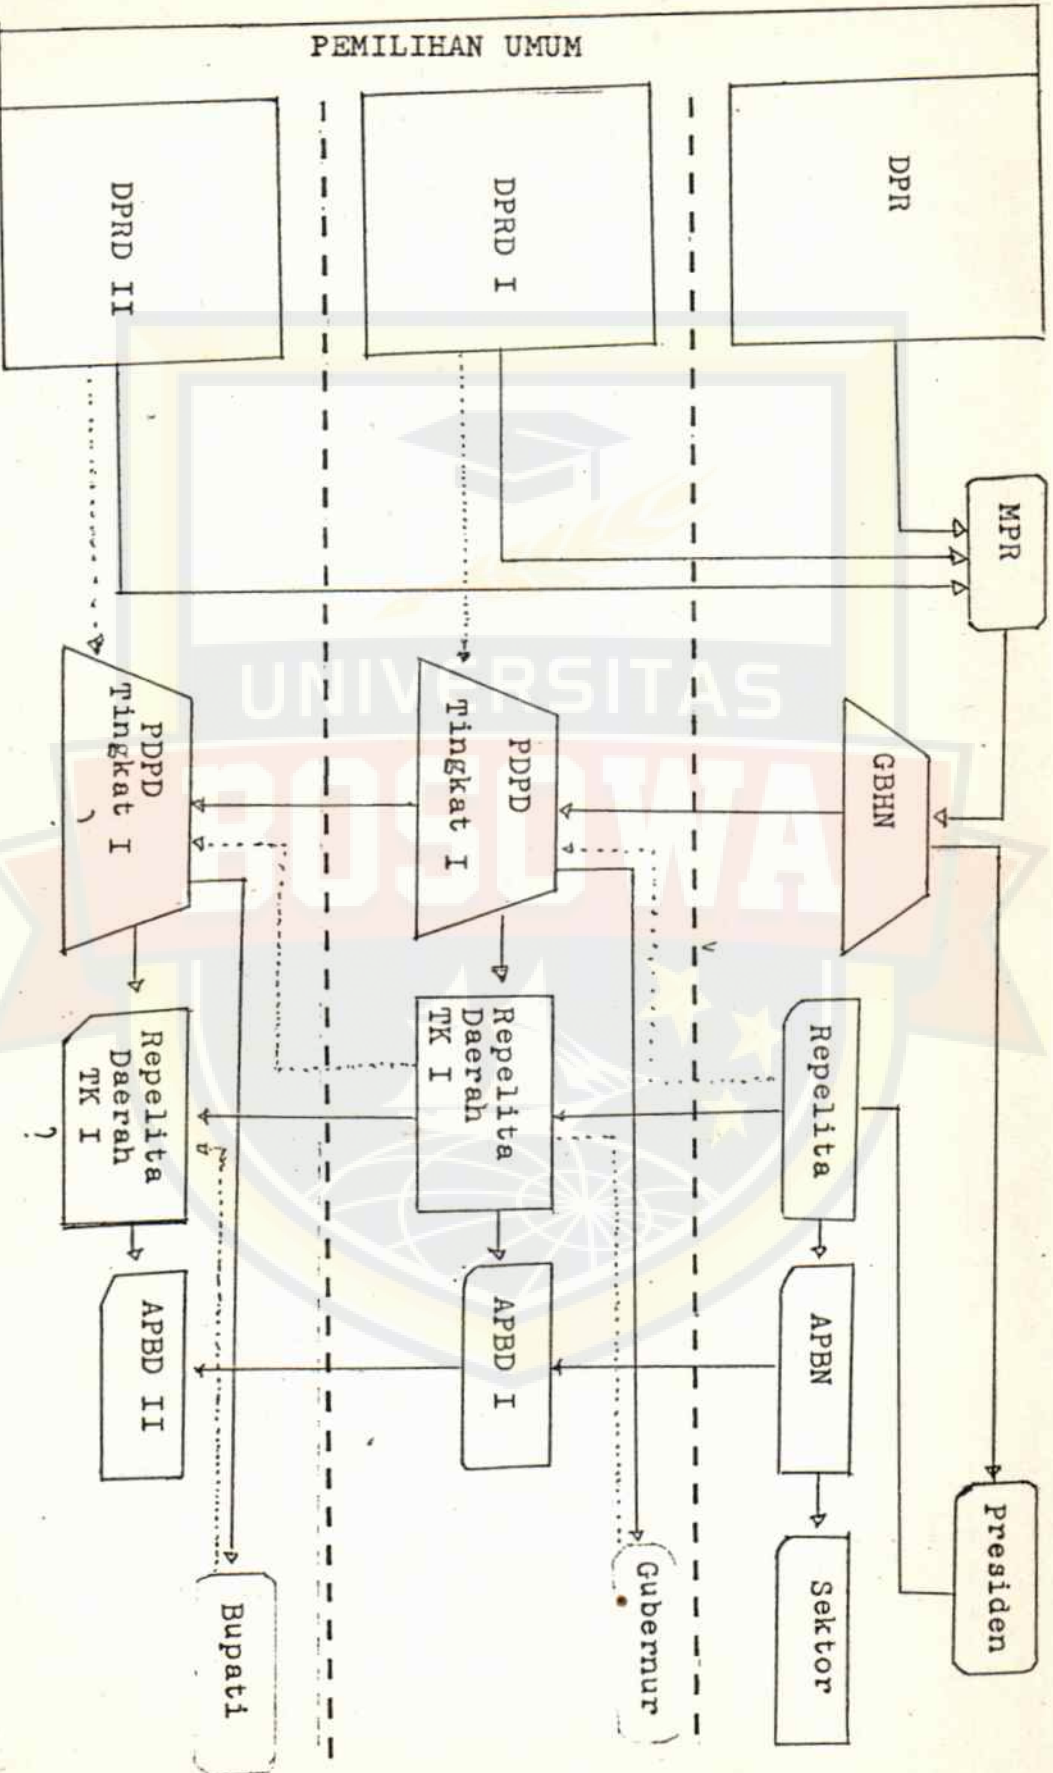 PEMILIHAN UMUM
DPR
DPRD I
DPRD II
MPR
GBHN
PDPD
Tingkat I
PDPD
Tingkat I
)
Repelita
Repelita
Daerah
TK I
Repelita
Daerah
TK I
?
APBN
APBD I
APBD II
Presiden
Sektor
Gubernur
Bupati
UNIVERSITAS
BOSOWA